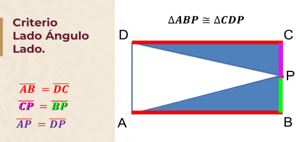 Criterio
Lado Ángulo
Lado.
AB = DC
CP = BP
AP = DP
ΔABP ≅ ΔCDP
D
C
P
A
B